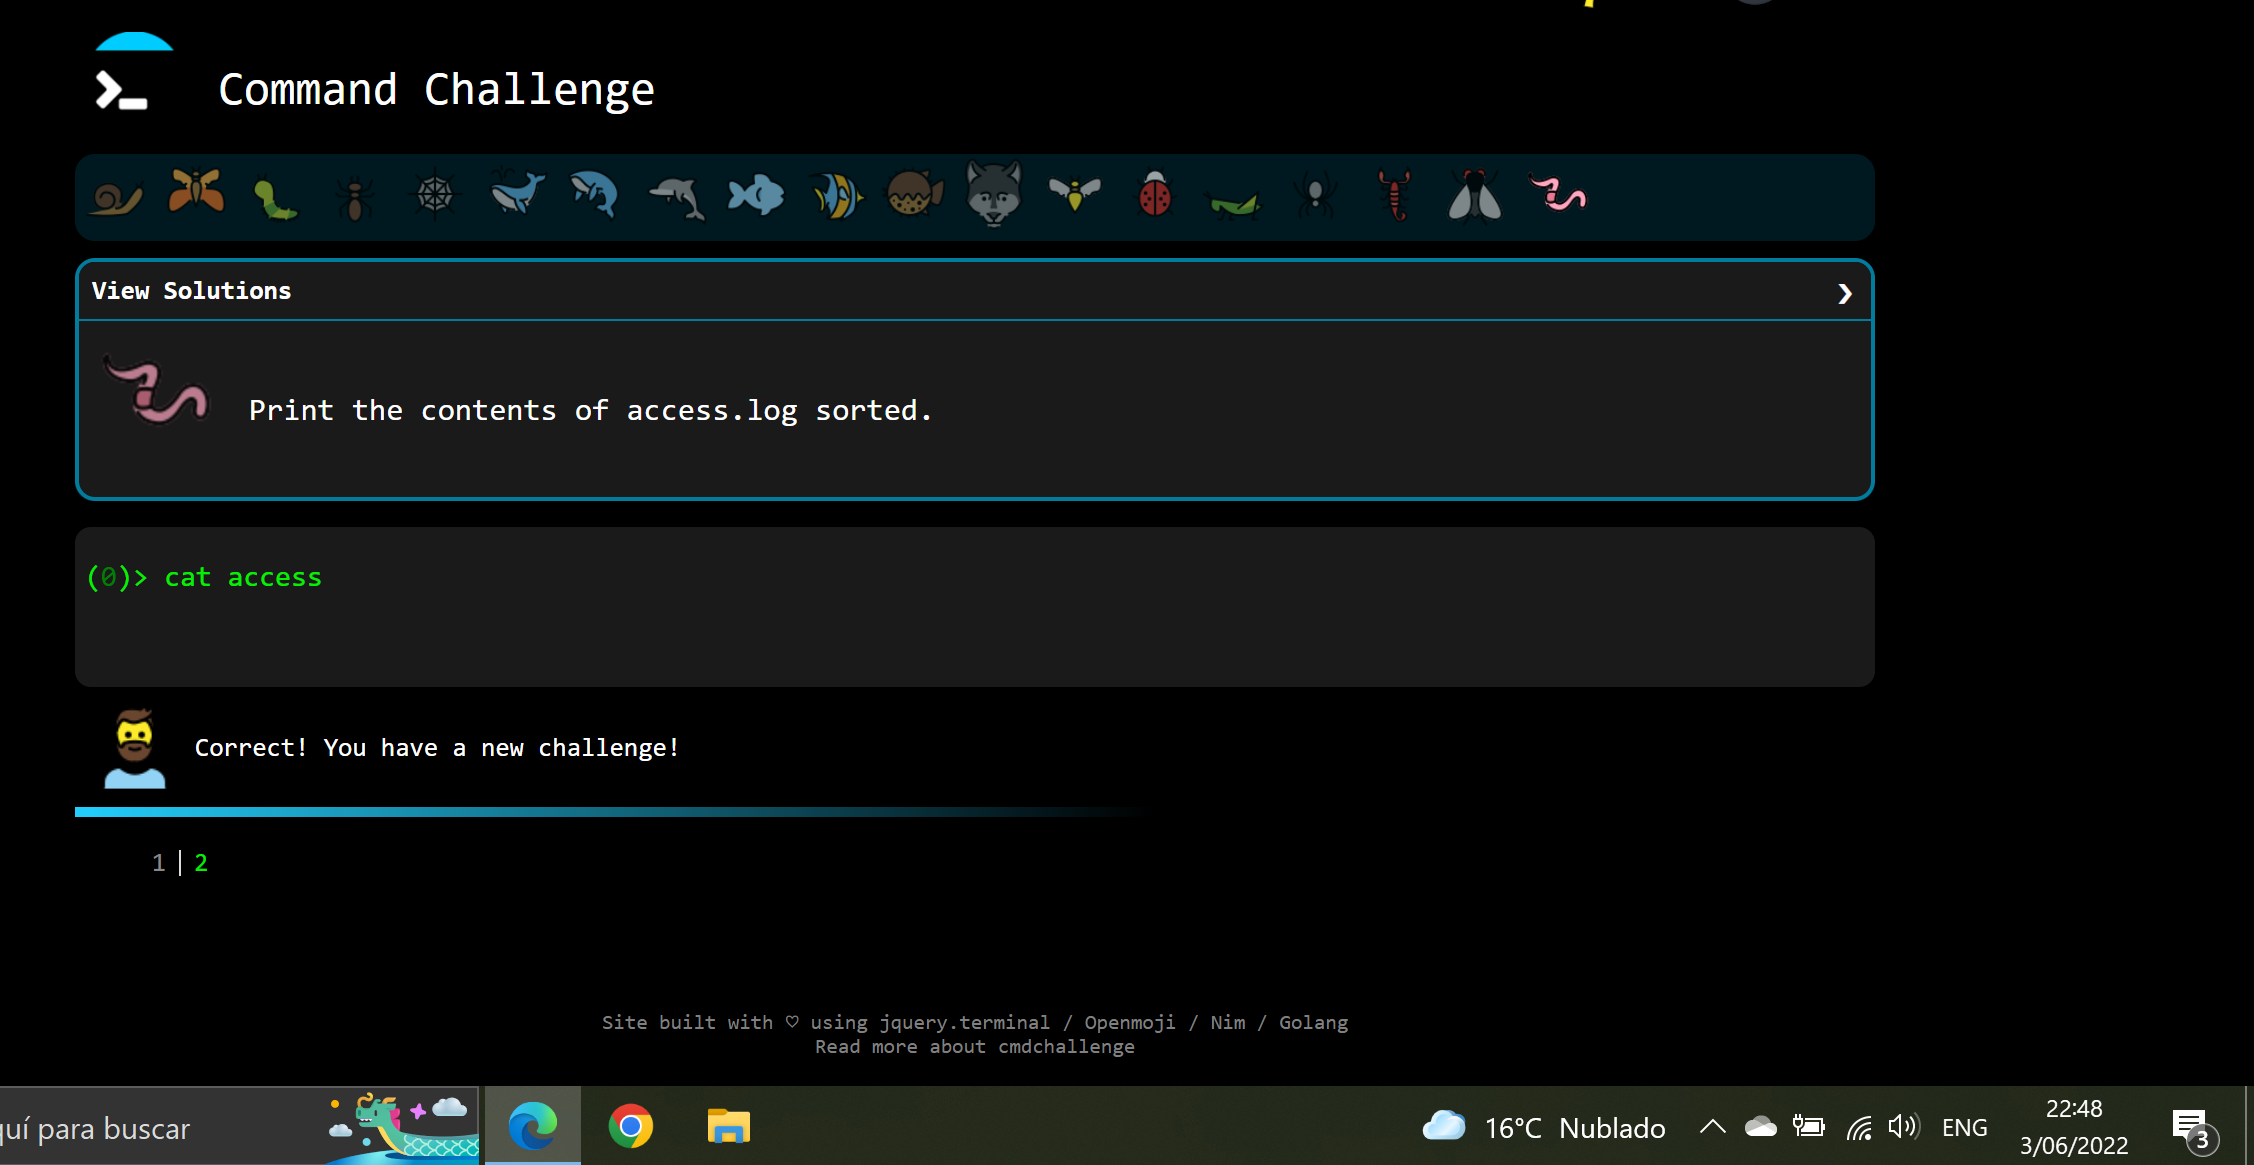 Command Challenge
View Solutions
Print the contents of access.log sorted.
(0)> cat access
Correct! You have a new challenge!
1 | 2
Site built with ♡ using jquery.terminal / Openmoji / Nim / Golang
Read more about cmdchallenge
quí para buscar
16°C Nublado
ENG
22:48
3/06/2022
3